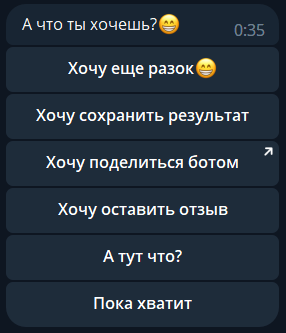 А что ты хочешь?😁
0:35
Хочу еще разок😁
Хочу сохранить результат
Хочу поделиться ботом
Хочу оставить отзыв
А тут что?
Пока хватит